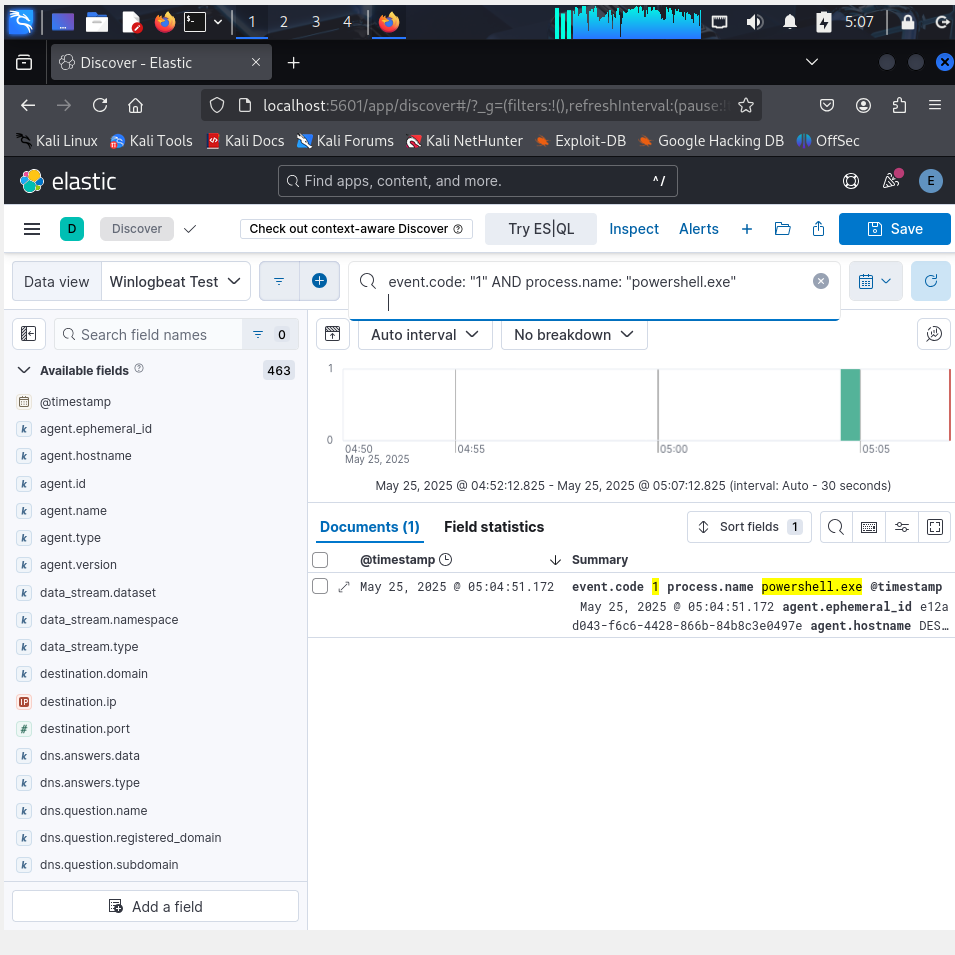 1 2 3 4 5:07
Discover - Elastic
localhost:5601/app/discover#/?_g=(filters:!(),refreshInterval:(pause:!
Kali Linux Kali Tools Kali Docs Kali Forums Kali NetHunter Exploit-DB Google Hacking DB OffSec
elastic Find apps, content, and more. ^/ E
D Discover Check out context-aware Discover Try ES|QL Inspect Alerts Save
Data view Winlogbeat Test event.code: "1" AND process.name: "powershell.exe"
Search field names 0 Auto interval No breakdown
Available fields 463
@timestamp
agent.ephemeral_id
agent.hostname
agent.id
agent.name
agent.type
agent.version
data_stream.dataset
data_stream.namespace
data_stream.type
destination.domain
destination.ip
destination.port
dns.answers.data
dns.answers.type
dns.question.name
dns.question.registered_domain
dns.question.subdomain
Add a field
1
0
04:50 04:55 05:00 05:05
May 25, 2025
May 25, 2025 @ 04:52:12.825 - May 25, 2025 @ 05:07:12.825 (interval: Auto - 30 seconds)
Documents (1) Field statistics Sort fields 1
@timestamp Summary
May 25, 2025 @ 05:04:51.172 event.code 1 process.name powershell.exe @timestamp
May 25, 2025 @ 05:04:51.172 agent.ephemeral_id e12a
d043-f6c6-4428-866b-84b8c3e0497e agent.hostname DES…